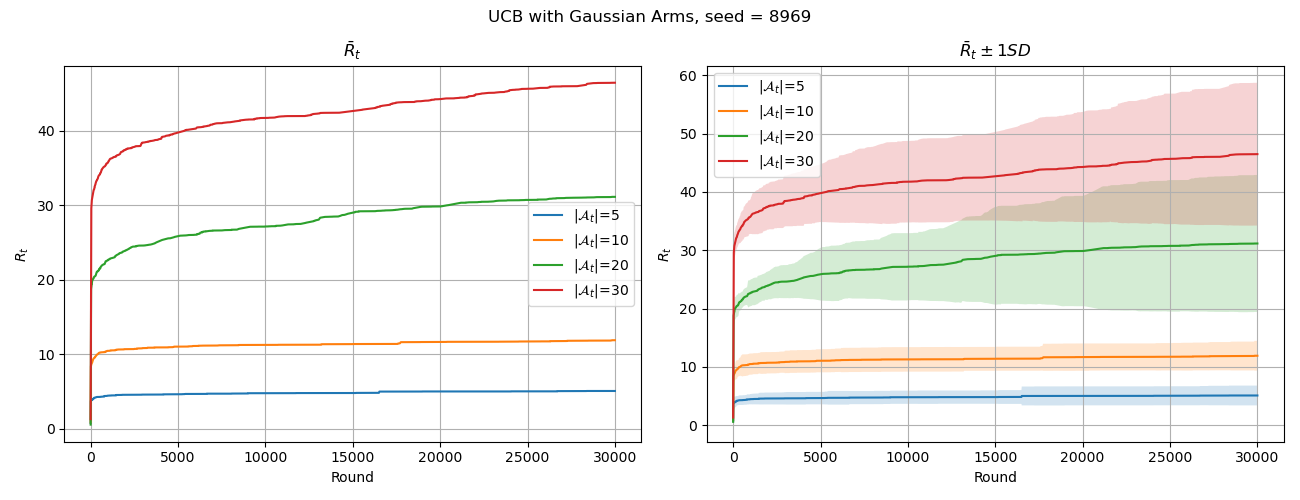 UCB with Gaussian Arms, seed = 8969
R̄ₜ
R̄ₜ ± 1SD
40
30
20
10
0
Rₜ
|𝒜ₜ|=5
|𝒜ₜ|=10
|𝒜ₜ|=20
|𝒜ₜ|=30
0 5000 10000 15000 20000 25000 30000
Round
60
50
40
30
20
10
0
Rₜ
|𝒜ₜ|=5
|𝒜ₜ|=10
|𝒜ₜ|=20
|𝒜ₜ|=30
0 5000 10000 15000 20000 25000 30000
Round